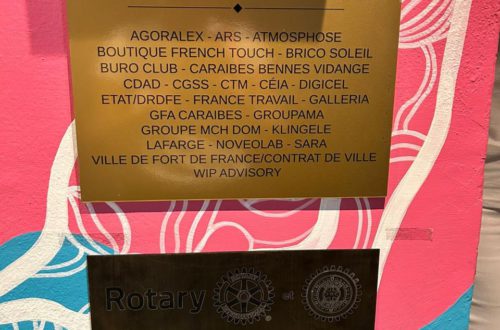 AGORALEX - ARS - ATMOSPHOSE
BOUTIQUE FRENCH TOUCH - BRICO SOLEIL
BURO CLUB - CARAIBES BENNES VIDANGE
CDAD - CGSS - CTM - CÉIA - DIGICEL
ETAT/DRDFE - FRANCE TRAVAIL - GALLERIA
GFA CARAIBES - GROUPAMA
GROUPE MCH DOM - KLINGELE
LAFARGE - NOVEOLAB - SARA
VILLE DE FORT DE FRANCE/CONTRAT DE VILLE
WIP ADVISORY
Rotary et